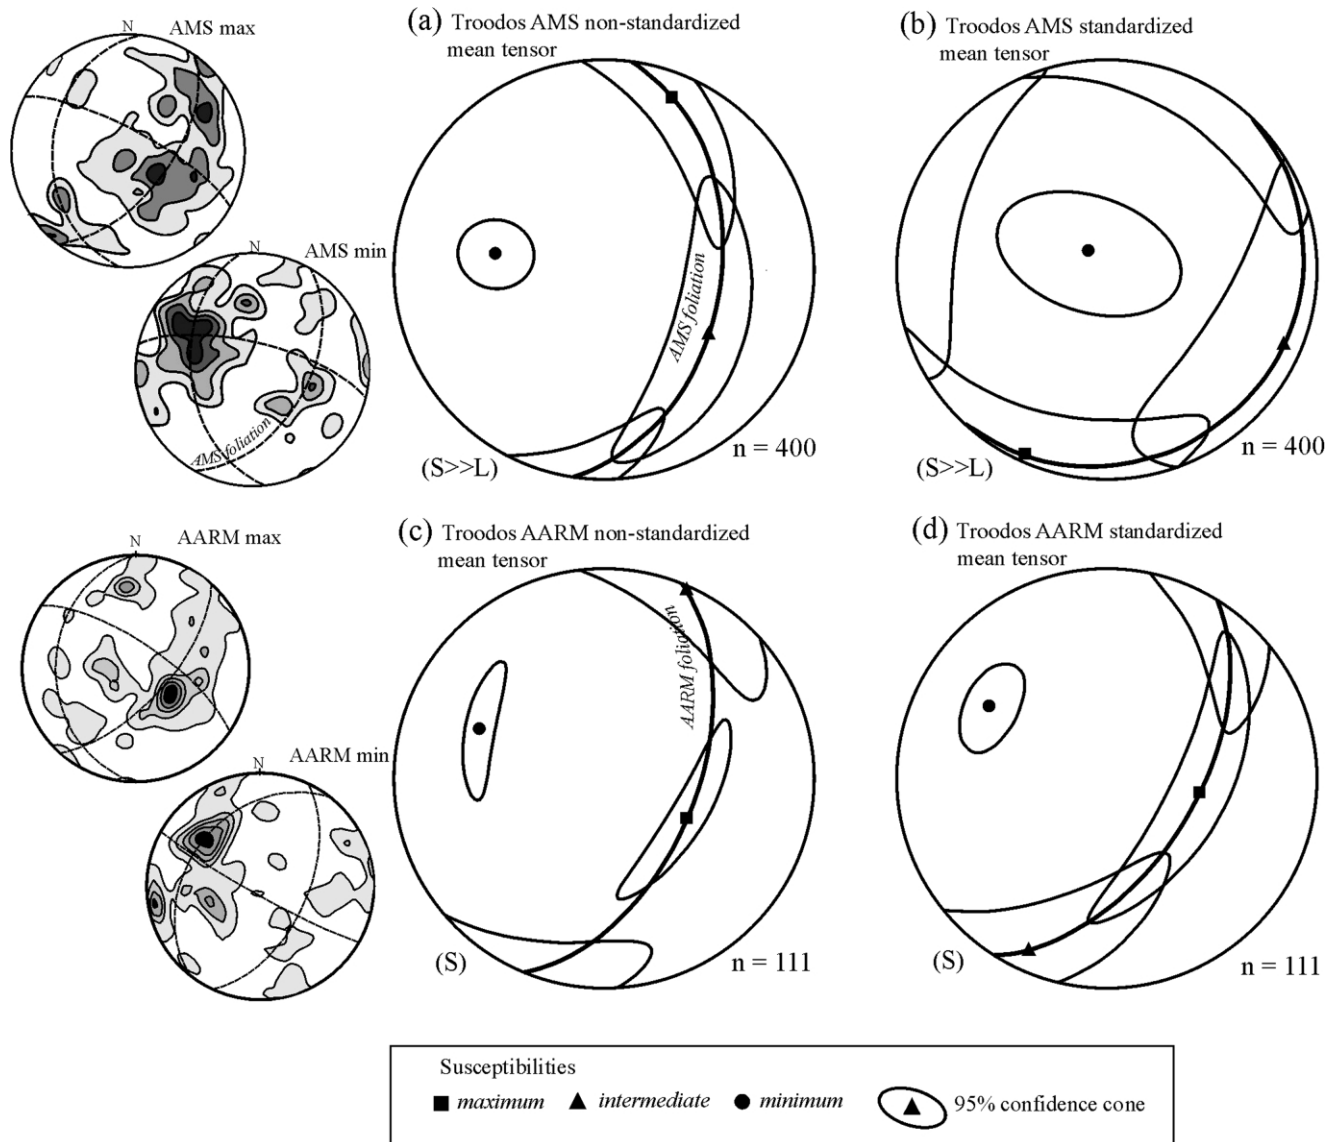 N
AMS max
(a) Troodos AMS non-standardized
mean tensor
(b) Troodos AMS standardized
mean tensor
N
AMS min
AMS foliation
AMS foliation
(S>>L)
n = 400
(S>>L)
n = 400
N
AARM max
(c) Troodos AARM non-standardized
mean tensor
(d) Troodos AARM standardized
mean tensor
AARM foliation
N
AARM min
(S)
n = 111
(S)
n = 111
Susceptibilities
maximum
intermediate
minimum
95% confidence cone